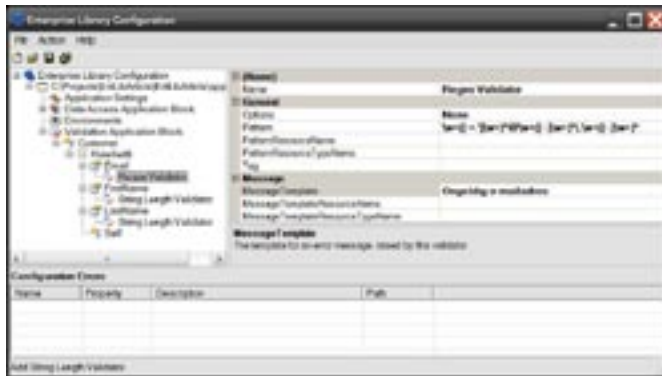 Enterprise Library Configuration
File Action Help
Enterprise Library Configuration
Application Settings
Data Access Application Block
Environments
Validation Application Block
Customer
Email
Regex Validator
FirstName
String Length Validator
LastName
String Length Validator
Self
(Name)
Name Regex Validator
General
Options None
Pattern
PatternResourceName
PatternResourceTypeName
Tag
Message
MessageTemplate Ongeldig e-mailadres
MessageTemplateResourceName
MessageTemplateResourceTypeName
MessageTemplate
The template for an error message raised by this validator
Configuration Errors
Name Property Description Path
Add String Length Validator